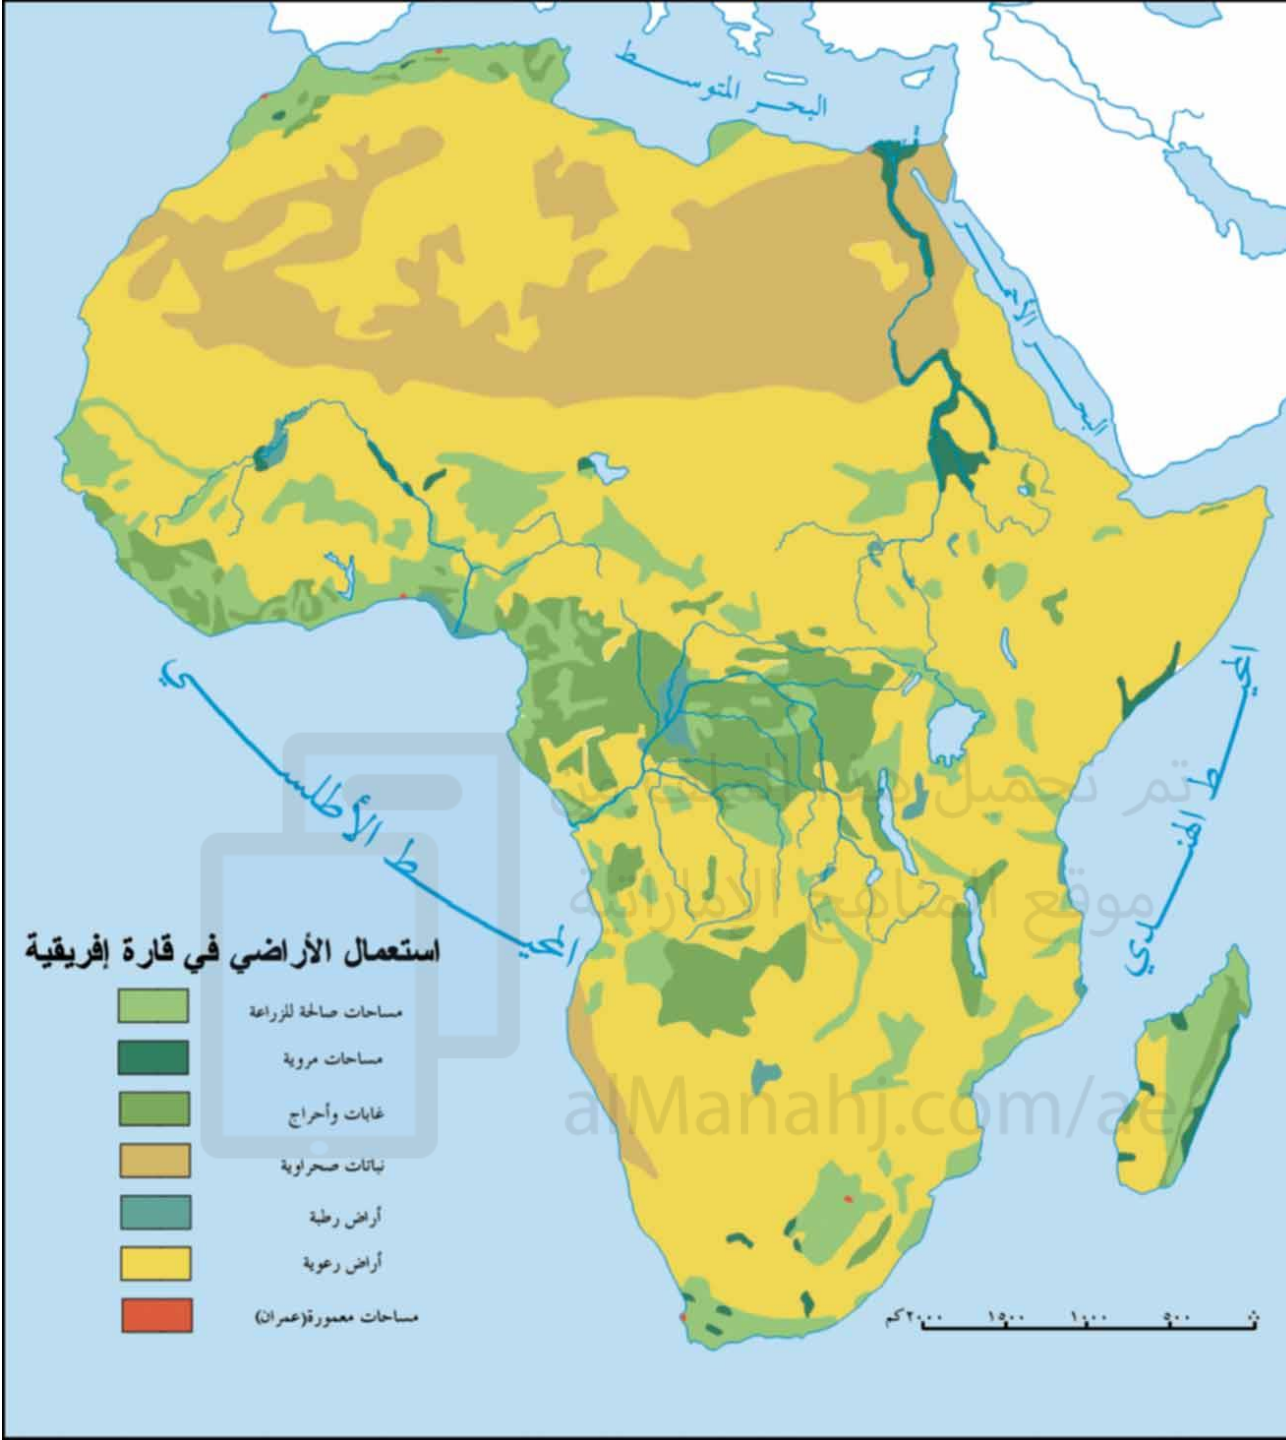 البحر المتوسط
البحر الأحمر
المحيط الهندي
المحيط الأطلسي
تم تحميل هذا الملف من
موقع المناهج الإماراتية
alManahj.com/ae
استعمال الأراضي في قارة إفريقية
مساحات صالحة للزراعة
مساحات مروية
غابات وأحراج
نباتات صحراوية
أراض رطبة
أراض رعوية
مساحات معمورة(عمران)
٢٠٠٠كم ١٥٠٠ ١٠٠٠ ٥٠٠ ٠